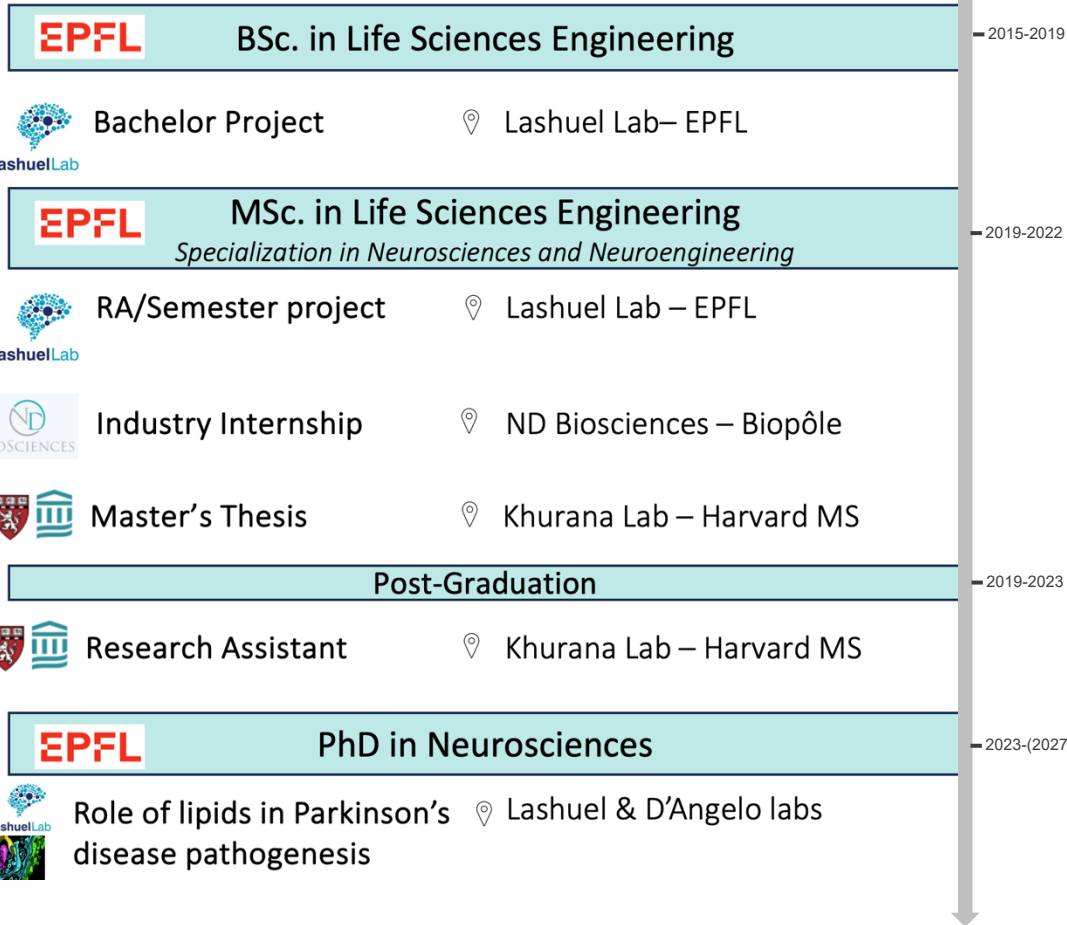 EPFL BSc. in Life Sciences Engineering 2015-2019
Bachelor Project Lashuel Lab– EPFL
ashuelLab
EPFL MSc. in Life Sciences Engineering
Specialization in Neurosciences and Neuroengineering 2019-2022
RA/Semester project Lashuel Lab – EPFL
ashuelLab
ND
Industry Internship ND Biosciences – Biopôle
OSCIENCES
Master's Thesis Khurana Lab – Harvard MS
Post-Graduation 2019-2023
Research Assistant Khurana Lab – Harvard MS
EPFL PhD in Neurosciences 2023-(2027
Role of lipids in Parkinson's Lashuel & D'Angelo labs
shuelLab
disease pathogenesis